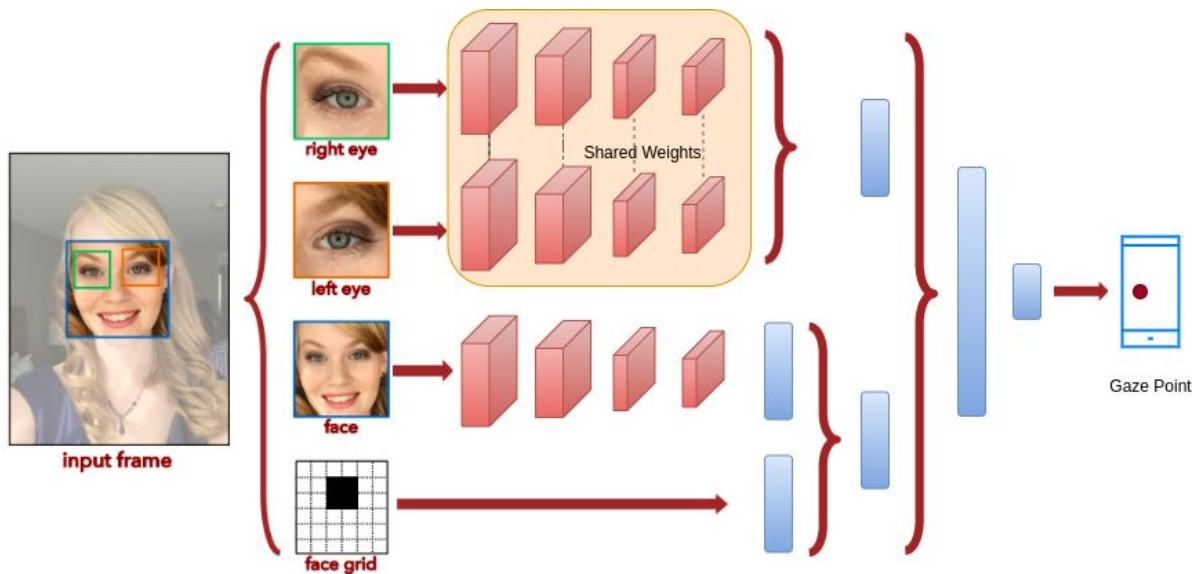 right eye
Shared Weights
left eye
input frame
face
Gaze Point
face grid